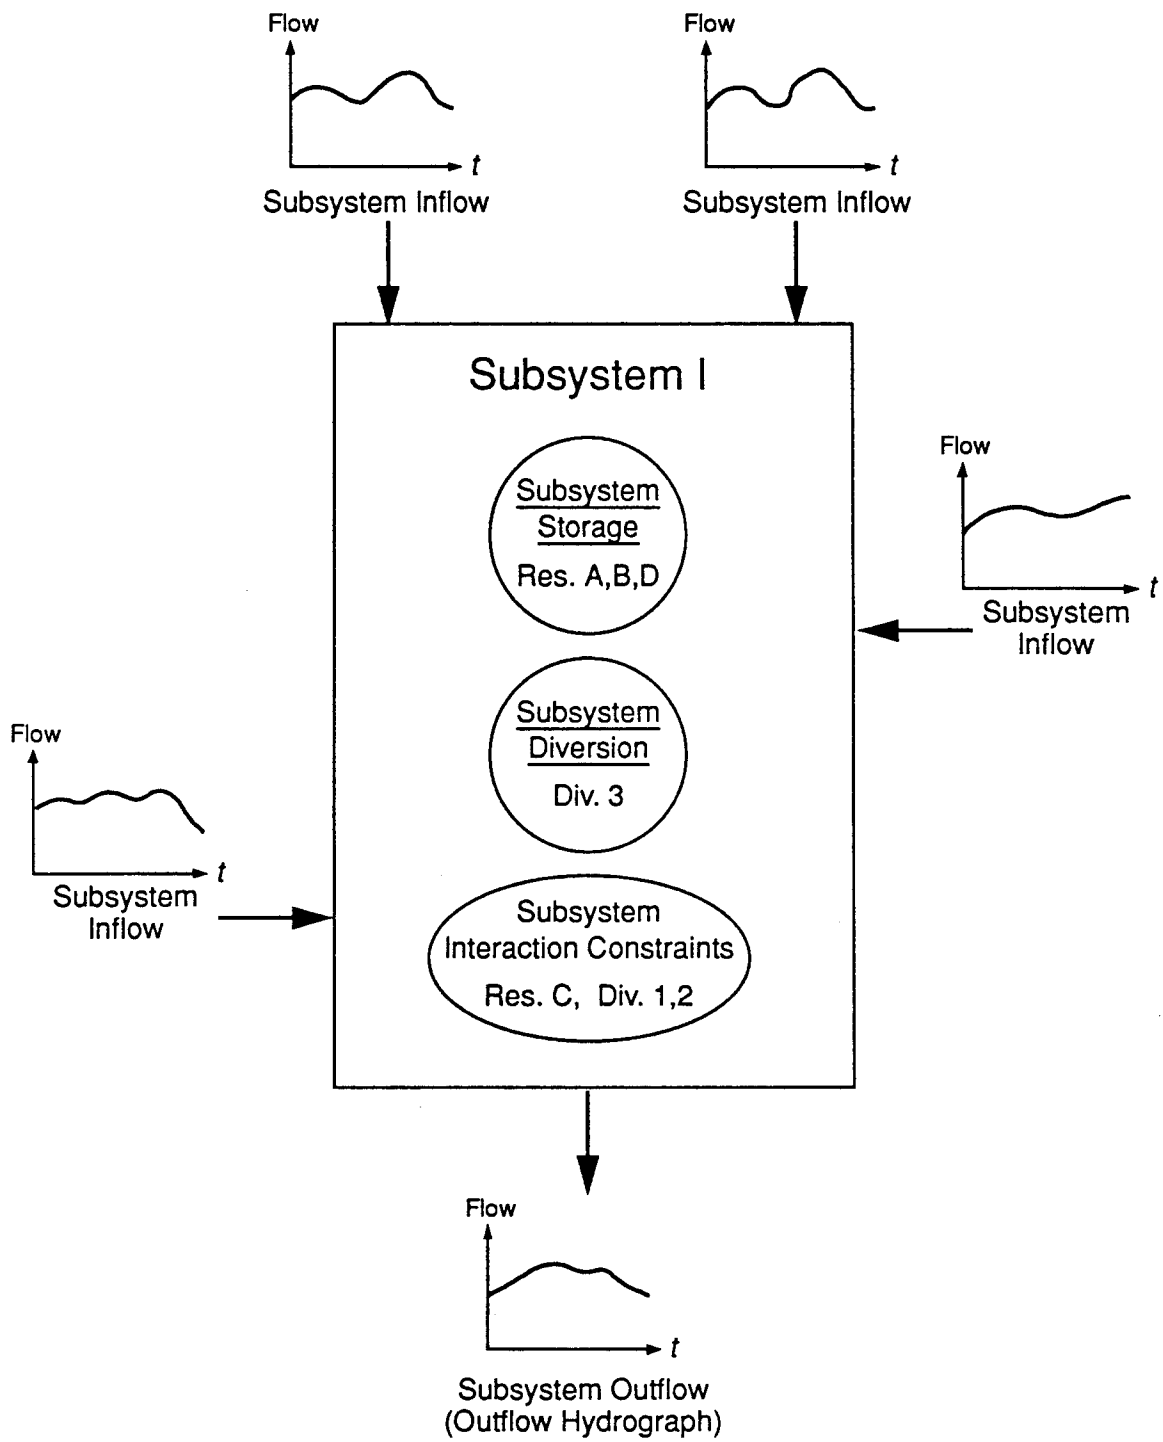 Flow
t
Subsystem Inflow
Flow
t
Subsystem Inflow
Subsystem I
Subsystem
Storage
Res. A,B,D
Flow
t
Subsystem
Inflow
Subsystem
Diversion
Div. 3
Flow
t
Subsystem
Inflow
Subsystem
Interaction Constraints
Res. C, Div. 1,2
Flow
t
Subsystem Outflow
(Outflow Hydrograph)